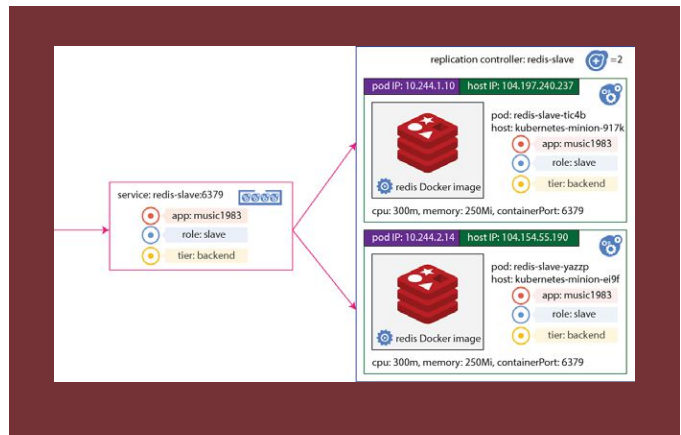 replication controller: redis-slave =2
pod IP: 10.244.1.10 host IP: 104.197.240.237
pod: redis-slave-tic4b
host: kubernetes-minion-917k
app: music1983
role: slave
tier: backend
redis Docker image
cpu: 300m, memory: 250Mi, containerPort: 6379
service: redis-slave:6379
app: music1983
role: slave
tier: backend
pod IP: 10.244.2.14 host IP: 104.154.55.190
pod: redis-slave-yazzp
host: kubernetes-minion-ei9f
app: music1983
role: slave
tier: backend
redis Docker image
cpu: 300m, memory: 250Mi, containerPort: 6379